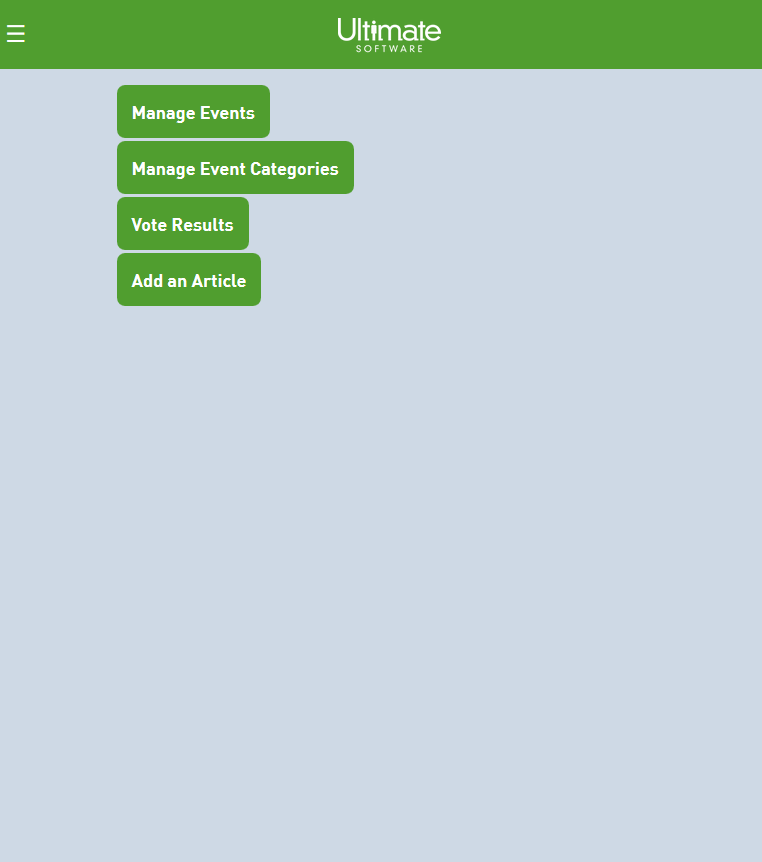 Ultimate
SOFTWARE
Manage Events
Manage Event Categories
Vote Results
Add an Article